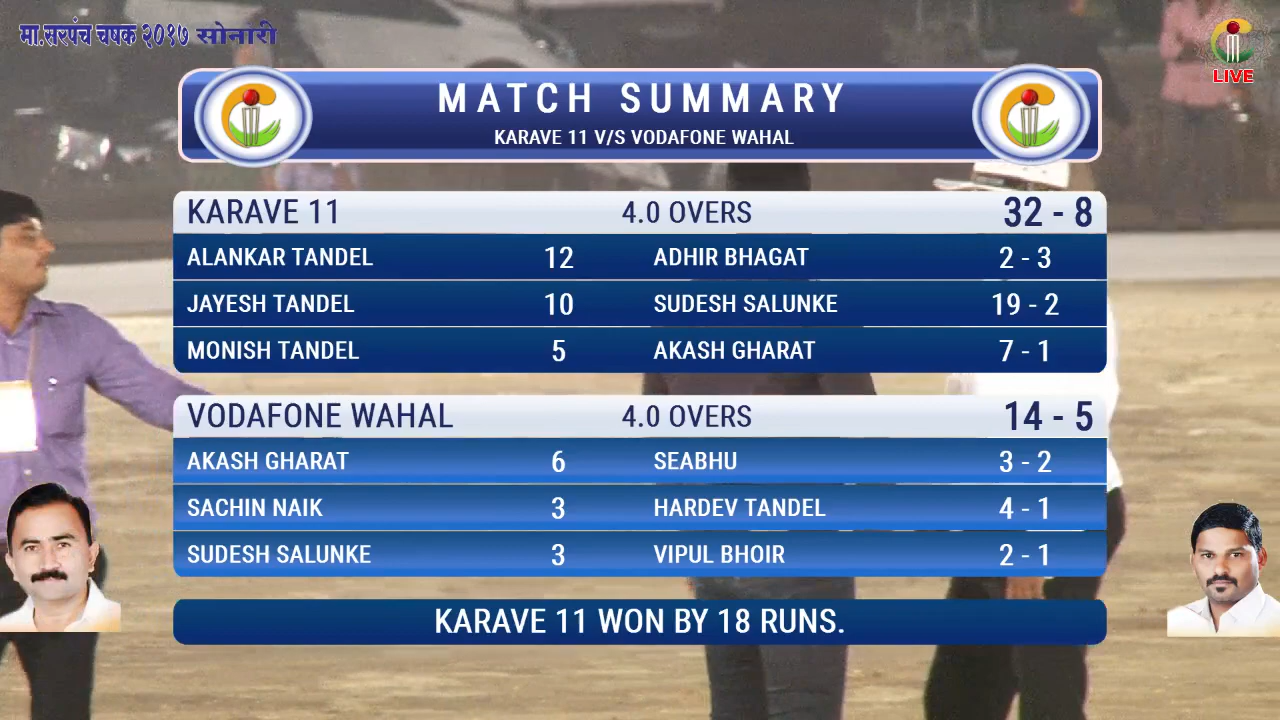 मा.सरपंच चषक २०१७ सोनारी
LIVE
MATCH SUMMARY
KARAVE 11 V/S VODAFONE WAHAL
KARAVE 11 4.0 OVERS 32 - 8
ALANKAR TANDEL 12 ADHIR BHAGAT 2 - 3
JAYESH TANDEL 10 SUDESH SALUNKE 19 - 2
MONISH TANDEL 5 AKASH GHARAT 7 - 1
VODAFONE WAHAL 4.0 OVERS 14 - 5
AKASH GHARAT 6 SEABHU 3 - 2
SACHIN NAIK 3 HARDEV TANDEL 4 - 1
SUDESH SALUNKE 3 VIPUL BHOIR 2 - 1
KARAVE 11 WON BY 18 RUNS.